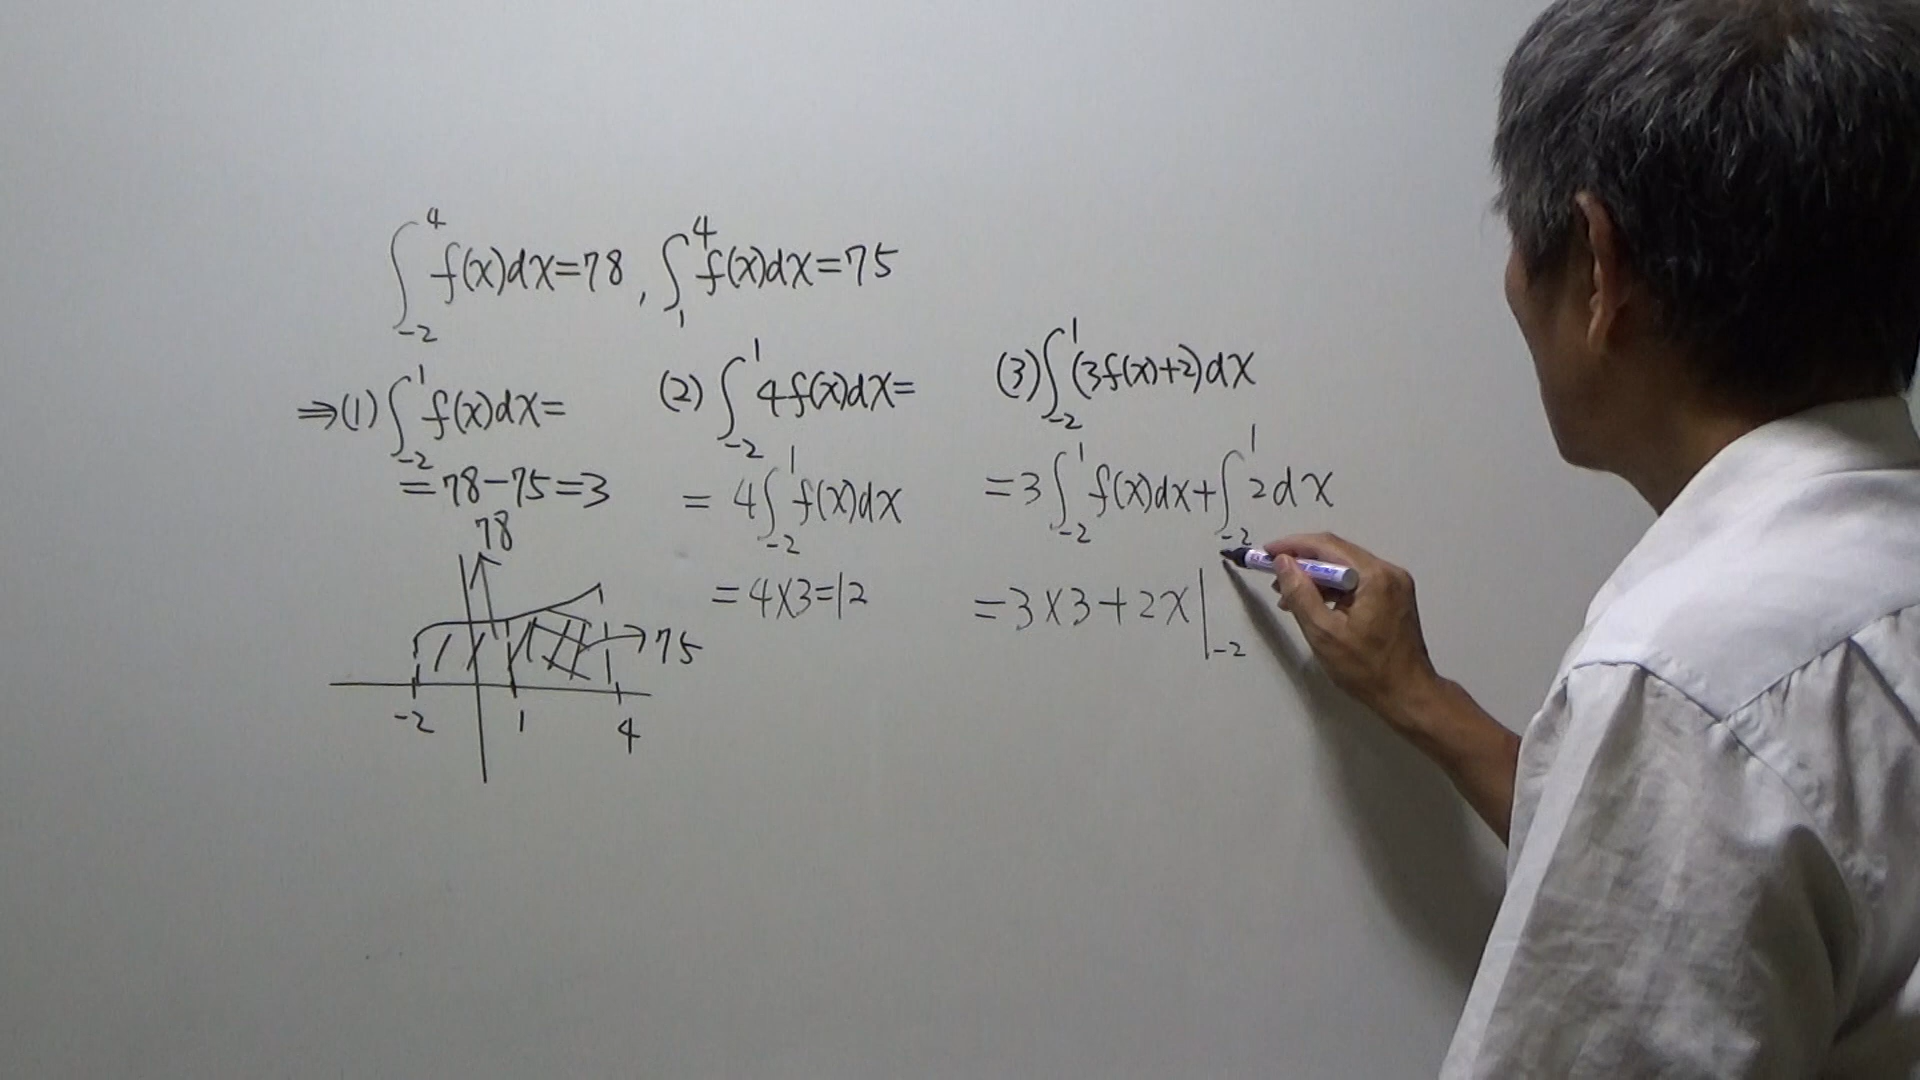 ∫_{-2}^{4} f(x)dx=78, ∫_{1}^{4} f(x)dx=75
⇒(1) ∫_{-2}^{1} f(x)dx=
=78-75=3
78
75
-2 1 4
(2) ∫_{-2}^{1} 4f(x)dx=
= 4∫_{-2}^{1} f(x)dx
=4×3=12
(3) ∫_{-2}^{1} (3f(x)+2)dx
=3∫_{-2}^{1} f(x)dx+∫_{-2}^{1} 2dx
=3×3+2x|_{-2}